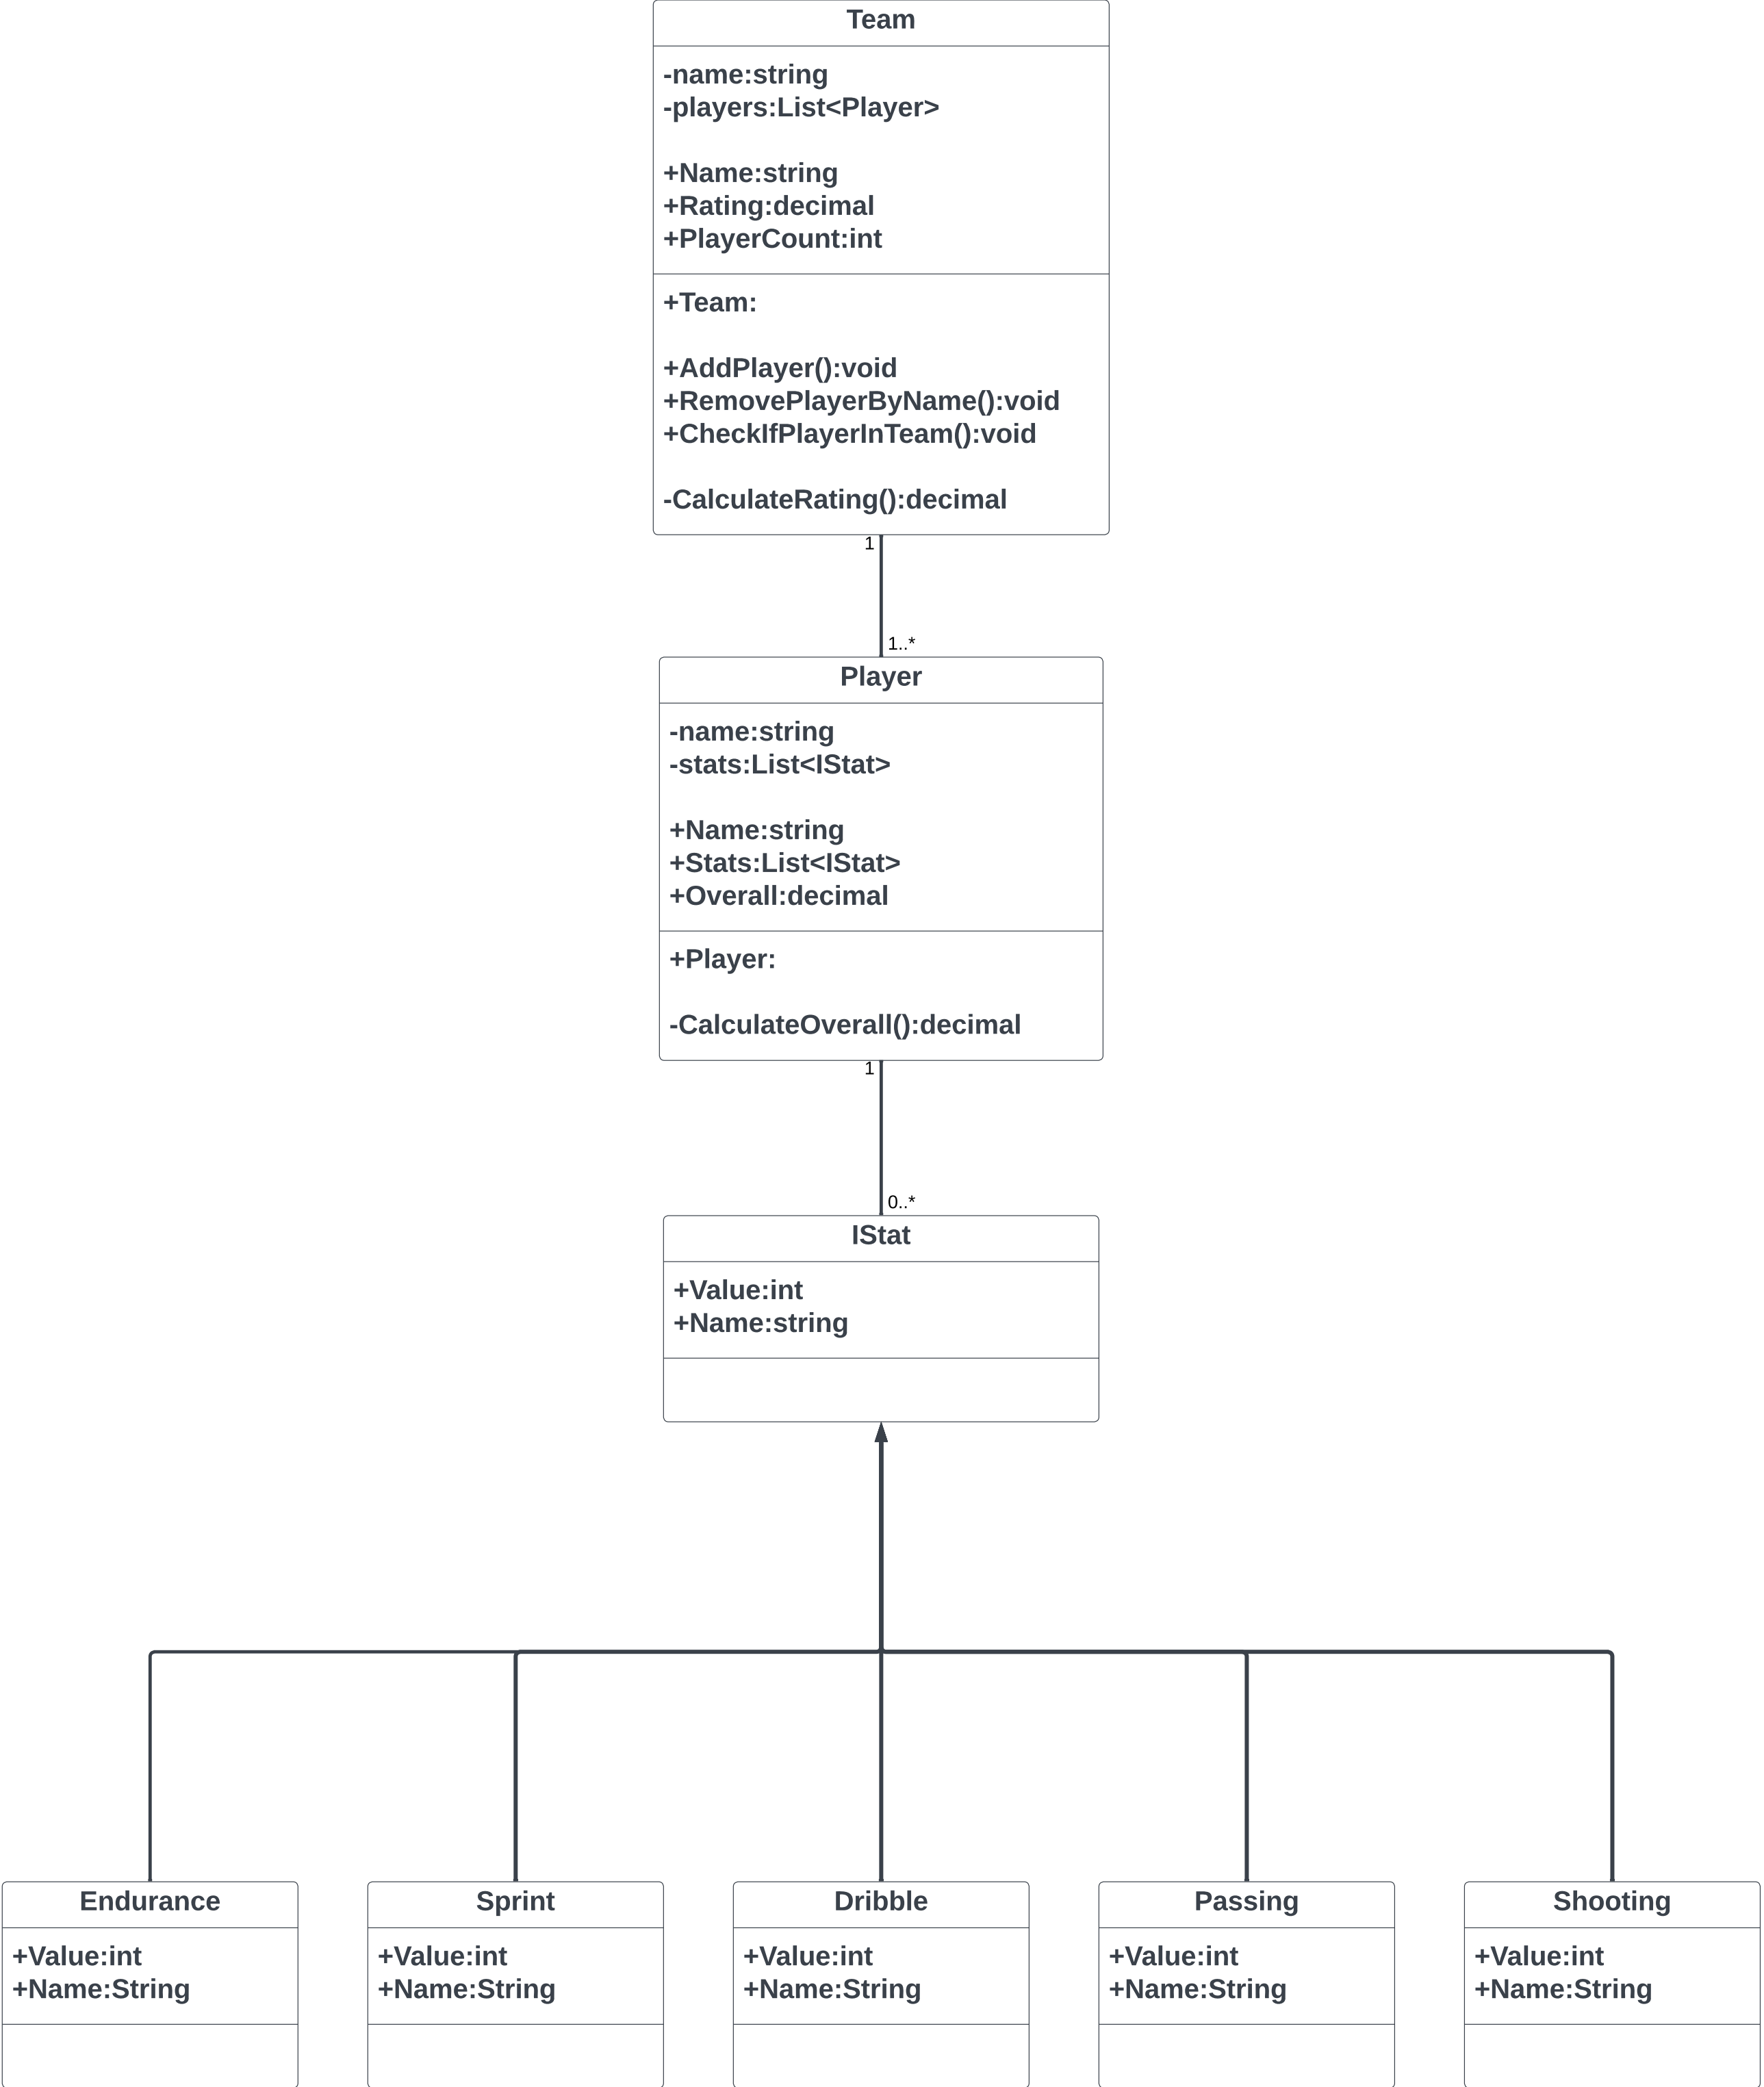 Team
-name:string
-players:List<Player>
+Name:string
+Rating:decimal
+PlayerCount:int
+Team:
+AddPlayer():void
+RemovePlayerByName():void
+CheckIfPlayerInTeam():void
-CalculateRating():decimal
1
1..*
Player
-name:string
-stats:List<IStat>
+Name:string
+Stats:List<IStat>
+Overall:decimal
+Player:
-CalculateOverall():decimal
1
0..*
IStat
+Value:int
+Name:string
Endurance
+Value:int
+Name:String
Sprint
+Value:int
+Name:String
Dribble
+Value:int
+Name:String
Passing
+Value:int
+Name:String
Shooting
+Value:int
+Name:String